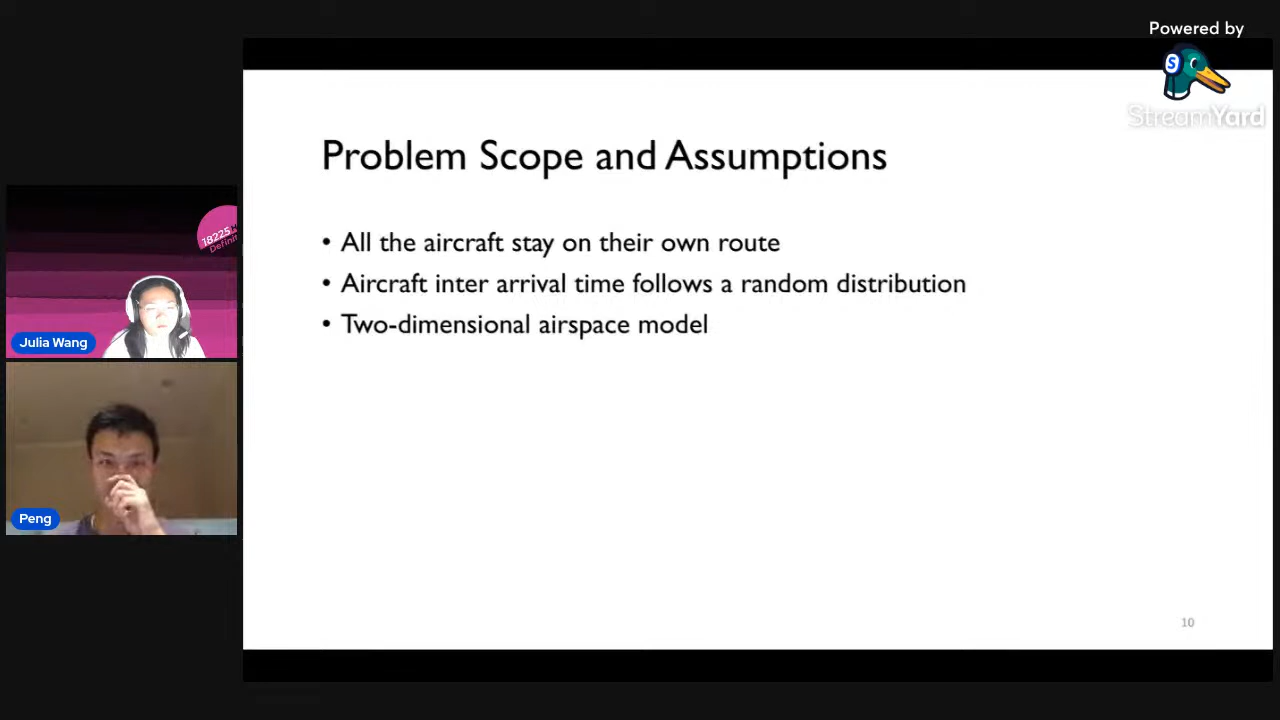 Powered by
S
StreamYard
Problem Scope and Assumptions
• All the aircraft stay on their own route
• Aircraft inter arrival time follows a random distribution
• Two-dimensional airspace model
18225
Julia Wang
Peng
10